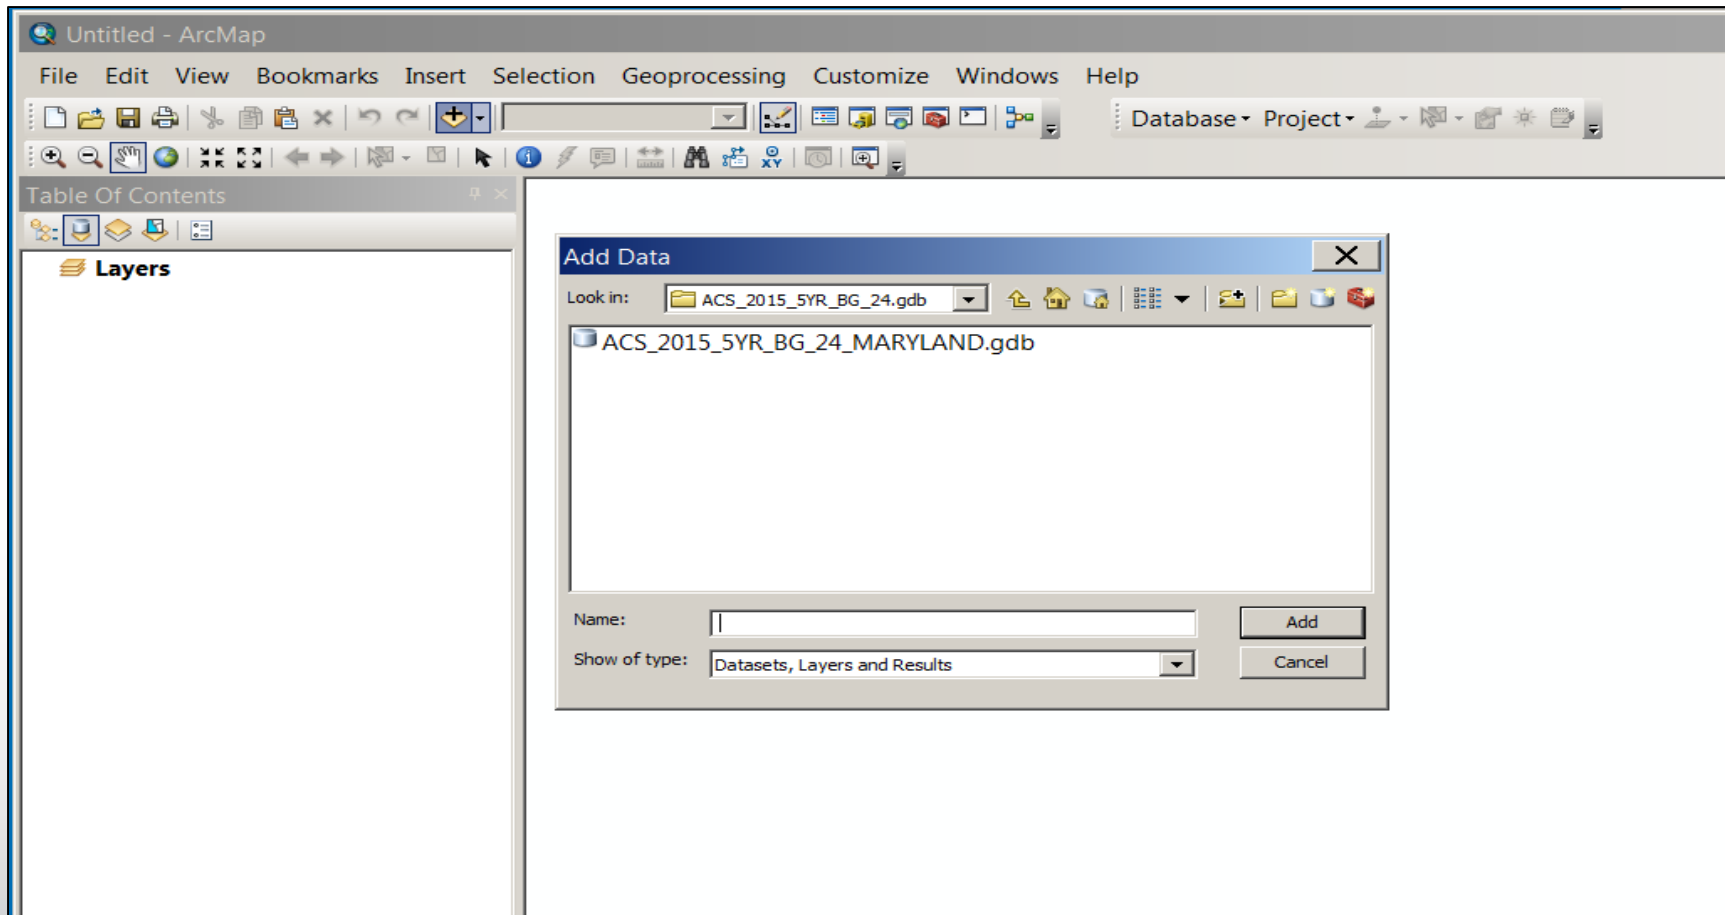 Untitled - ArcMap
File Edit View Bookmarks Insert Selection Geoprocessing Customize Windows Help
Database Project
XY
Table Of Contents
Layers
Add Data
Look in: ACS_2015_5YR_BG_24.gdb
ACS_2015_5YR_BG_24_MARYLAND.gdb
Name:
Add
Show of type: Datasets, Layers and Results
Cancel